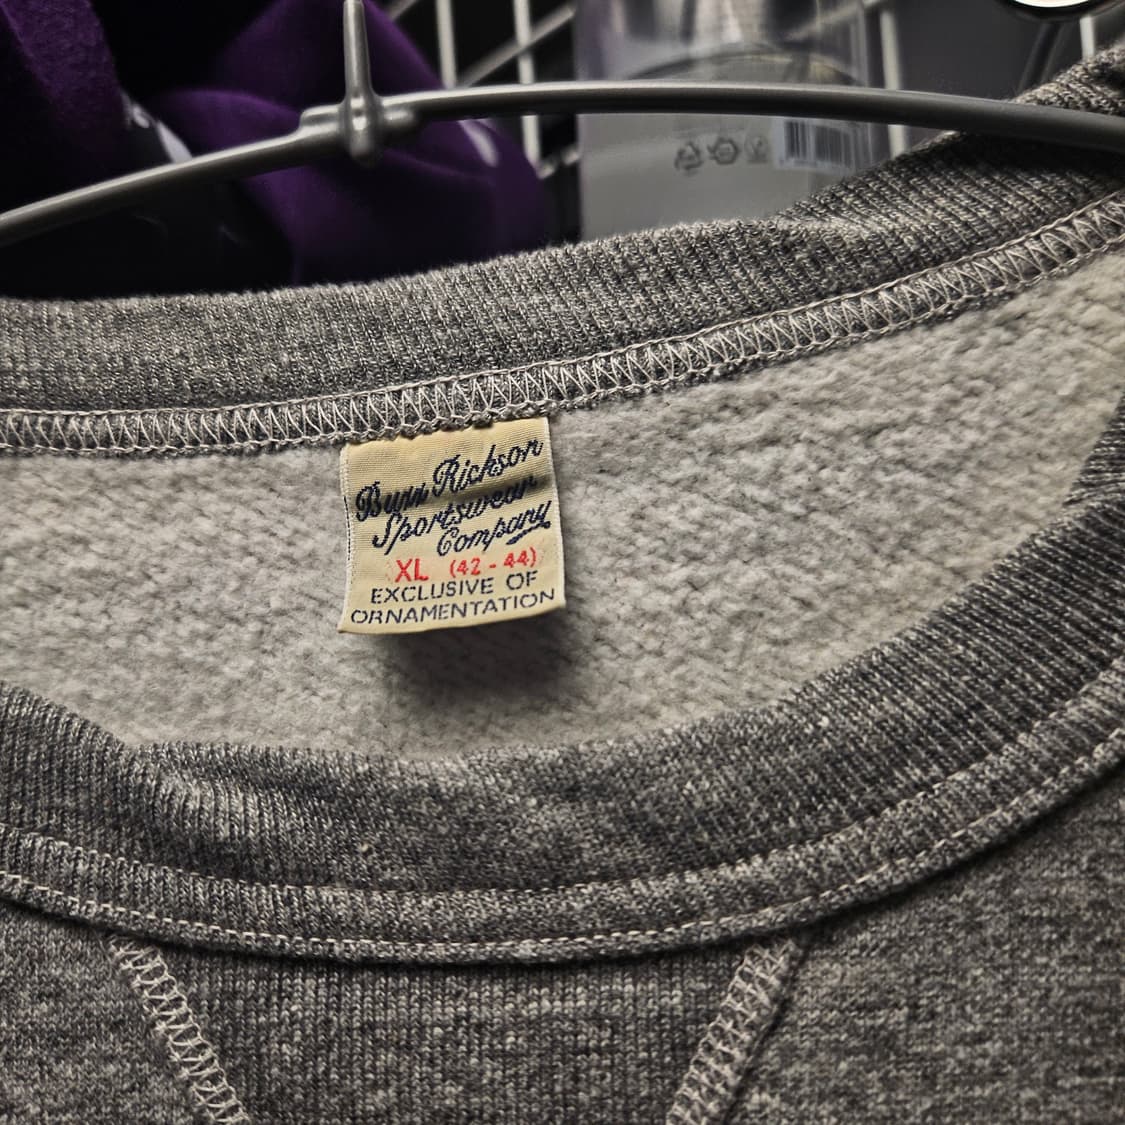 Buzz Rickson
Sportswear
Company
XL (42 - 44)
EXCLUSIVE OF
ORNAMENTATION